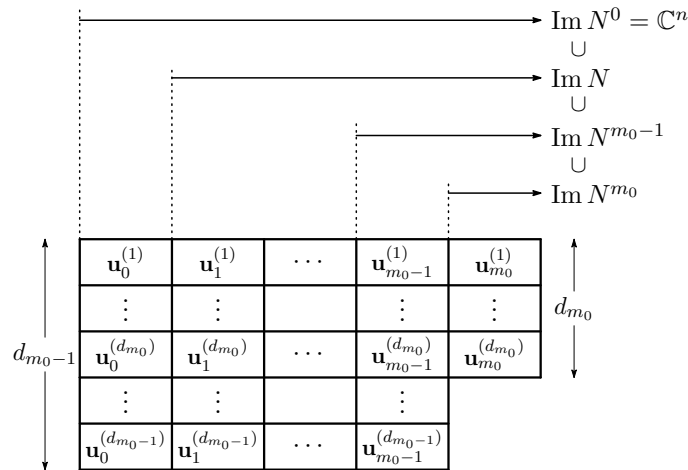 Im N^0 = ℂ^n
∪
Im N
∪
Im N^{m_0−1}
∪
Im N^{m_0}
u_0^{(1)} u_1^{(1)} ⋯ u_{m_0−1}^{(1)} u_{m_0}^{(1)}
⋮ ⋮ ⋮ ⋮ d_{m_0}
d_{m_0−1} u_0^{(d_{m_0})} u_1^{(d_{m_0})} ⋯ u_{m_0−1}^{(d_{m_0})} u_{m_0}^{(d_{m_0})}
⋮ ⋮ ⋮
u_0^{(d_{m_0−1})} u_1^{(d_{m_0−1})} ⋯ u_{m_0−1}^{(d_{m_0−1})}